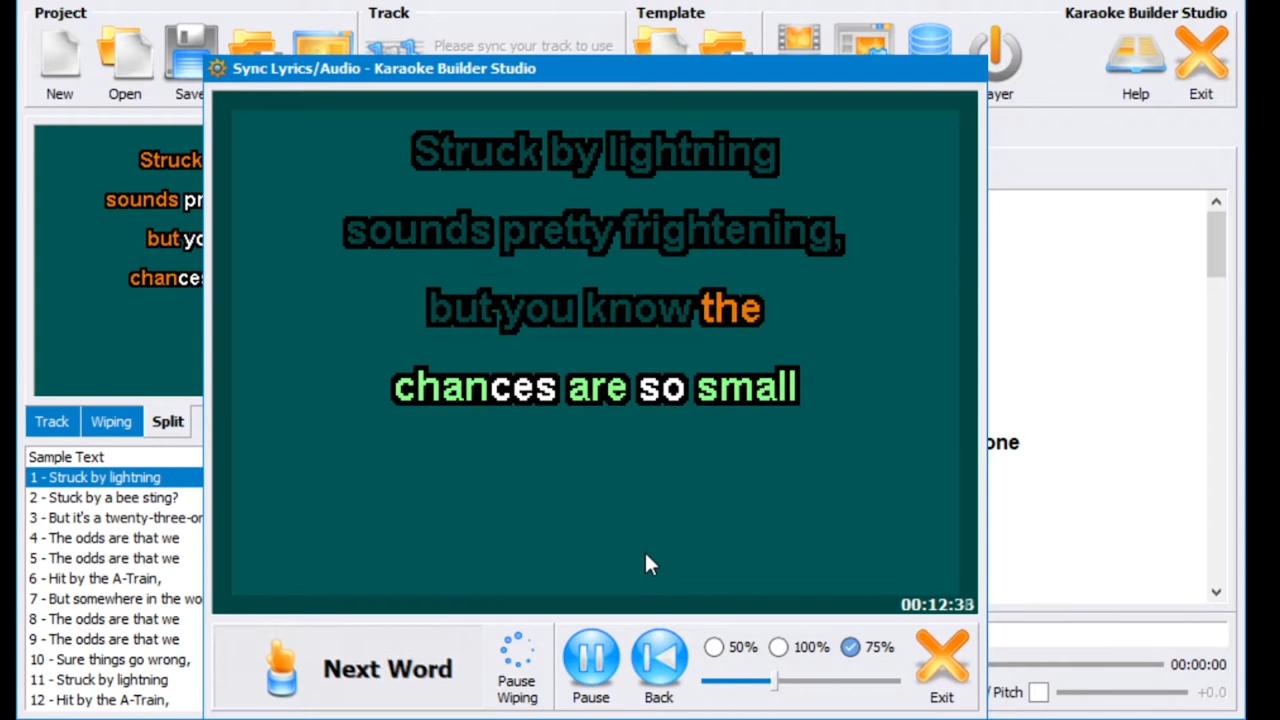 Project
Track
Template
Karaoke Builder Studio
Please sync your track to use
New
Open
Save
ayer
Help
Exit
Sync Lyrics/Audio - Karaoke Builder Studio
Struck
sounds pr
but yo
chances
Struck by lightning
sounds pretty frightening,
but you know the
chances are so small
00:12:33
one
Track
Wiping
Split
Sample Text
1 - Struck by lightning
2 - Stuck by a bee sting?
3 - But it's a twenty-three-or
4 - The odds are that we
5 - The odds are that we
6 - Hit by the A-Train,
7 - But somewhere in the wo
8 - The odds are that we
9 - The odds are that we
10 - Sure things go wrong,
11 - Struck by lightning
12 - Hit by the A-Train,
Next Word
Pause
Wiping
Pause
Back
50%
100%
75%
Exit
00:00:00
/ Pitch
+0.0